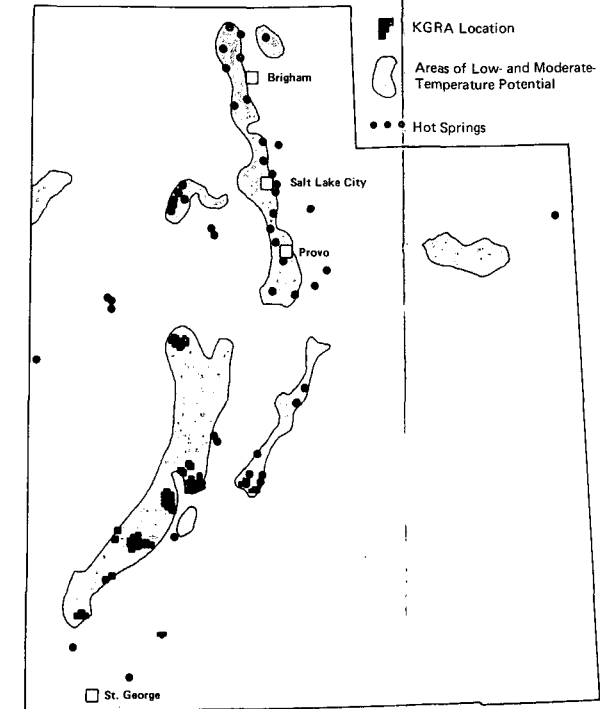 KGRA Location
Areas of Low- and Moderate-
Temperature Potential
Hot Springs
Brigham
Salt Lake City
Provo
St. George